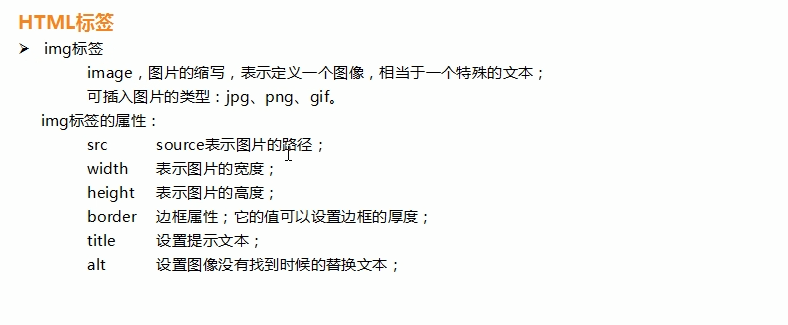 HTML标签
➢ img标签
image，图片的缩写，表示定义一个图像，相当于一个特殊的文本；
可插入图片的类型：jpg、png、gif。
img标签的属性：
src source表示图片的路径；
width 表示图片的宽度；
height 表示图片的高度；
border 边框属性；它的值可以设置边框的厚度；
title 设置提示文本；
alt 设置图像没有找到时候的替换文本；